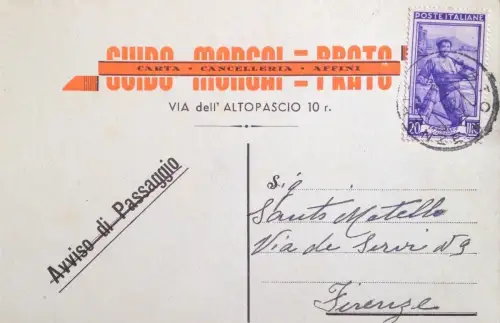 GUIDO MORGAI = PRATO
CARTA - CANCELLERIA - AFFINI
VIA dell'ALTOPASCIO 10 r.
POSTE ITALIANE
20
Avviso di Passaggio
Sig
Santo Matello
Via de Servi N 9
Firenze